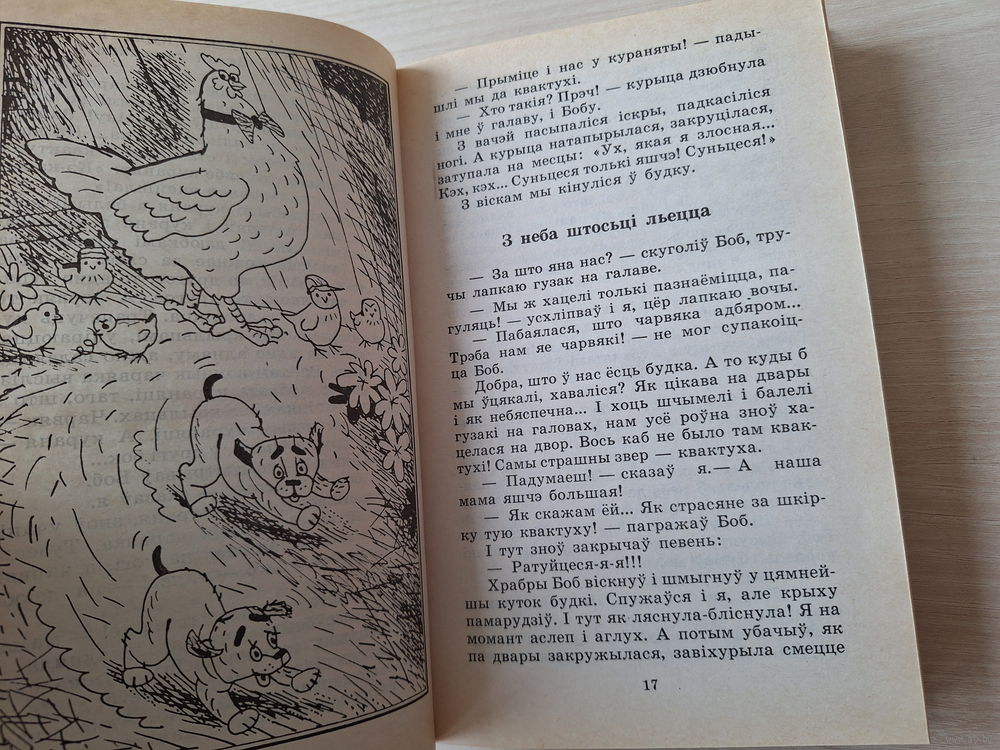 — Прыміце і нас у кураняты! — пады-
шлі мы да квактухі.
— Хто такія? Прэч! — курыца дзюбнула
і мне ў галаву, і Бобу.
З вачэй пасыпаліся іскры, падкасіліся
ногі. А курыца натапырылася, закруцілася,
затупала на месцы: «Ух, якая я злосная...
Кэх, кэх... Суньцеся толькі яшчэ! Суньцеся!»
З віскам мы кінуліся ў будку.
З неба штосьці льецца
— За што яна нас? — скуголіў Боб, тру-
чы лапкаю гузак на галаве.
— Мы ж хацелі толькі пазнаёміцца, па-
гуляць! — усхліпваў і я, цёр лапкаю вочы.
— Пабаялася, што чарвяка адбяром...
Трэба нам яе чарвякі! — не мог супакоіц-
ца Боб.
Добра, што ў нас ёсць будка. А то куды б
мы ўцякалі, хаваліся? Як цікава на двары
і як небяспечна... І хоць шчымелі і балелі
гузакі на галовах, нам усё роўна зноў ха-
целася на двор. Вось каб не было там квак-
тухі! Самы страшны звер — квактуха.
— Падумаеш! — сказаў я.— А наша
мама яшчэ большая!
— Як скажам ёй... Як страсяне за шкір-
ку тую квактуху! — пагражаў Боб.
І тут зноў закрычаў певень:
— Ратуйцеся-я-я!!!
Храбры Боб віскнуў і шмыгнуў у цямней-
шы куток будкі. Спужаўся і я, але крыху
памарудзіў. І тут як ляснула-бліснула! Я на
момант аслеп і аглух. А потым убачыў, як
па двары закружылася, завіхурыла смецце
17